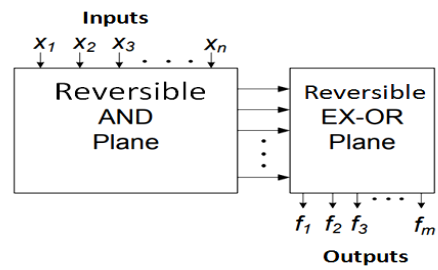 Inputs
x1 x2 x3 . . . xn
Reversible
AND
Plane
Reversible
EX-OR
Plane
f1 f2 f3 fm
Outputs